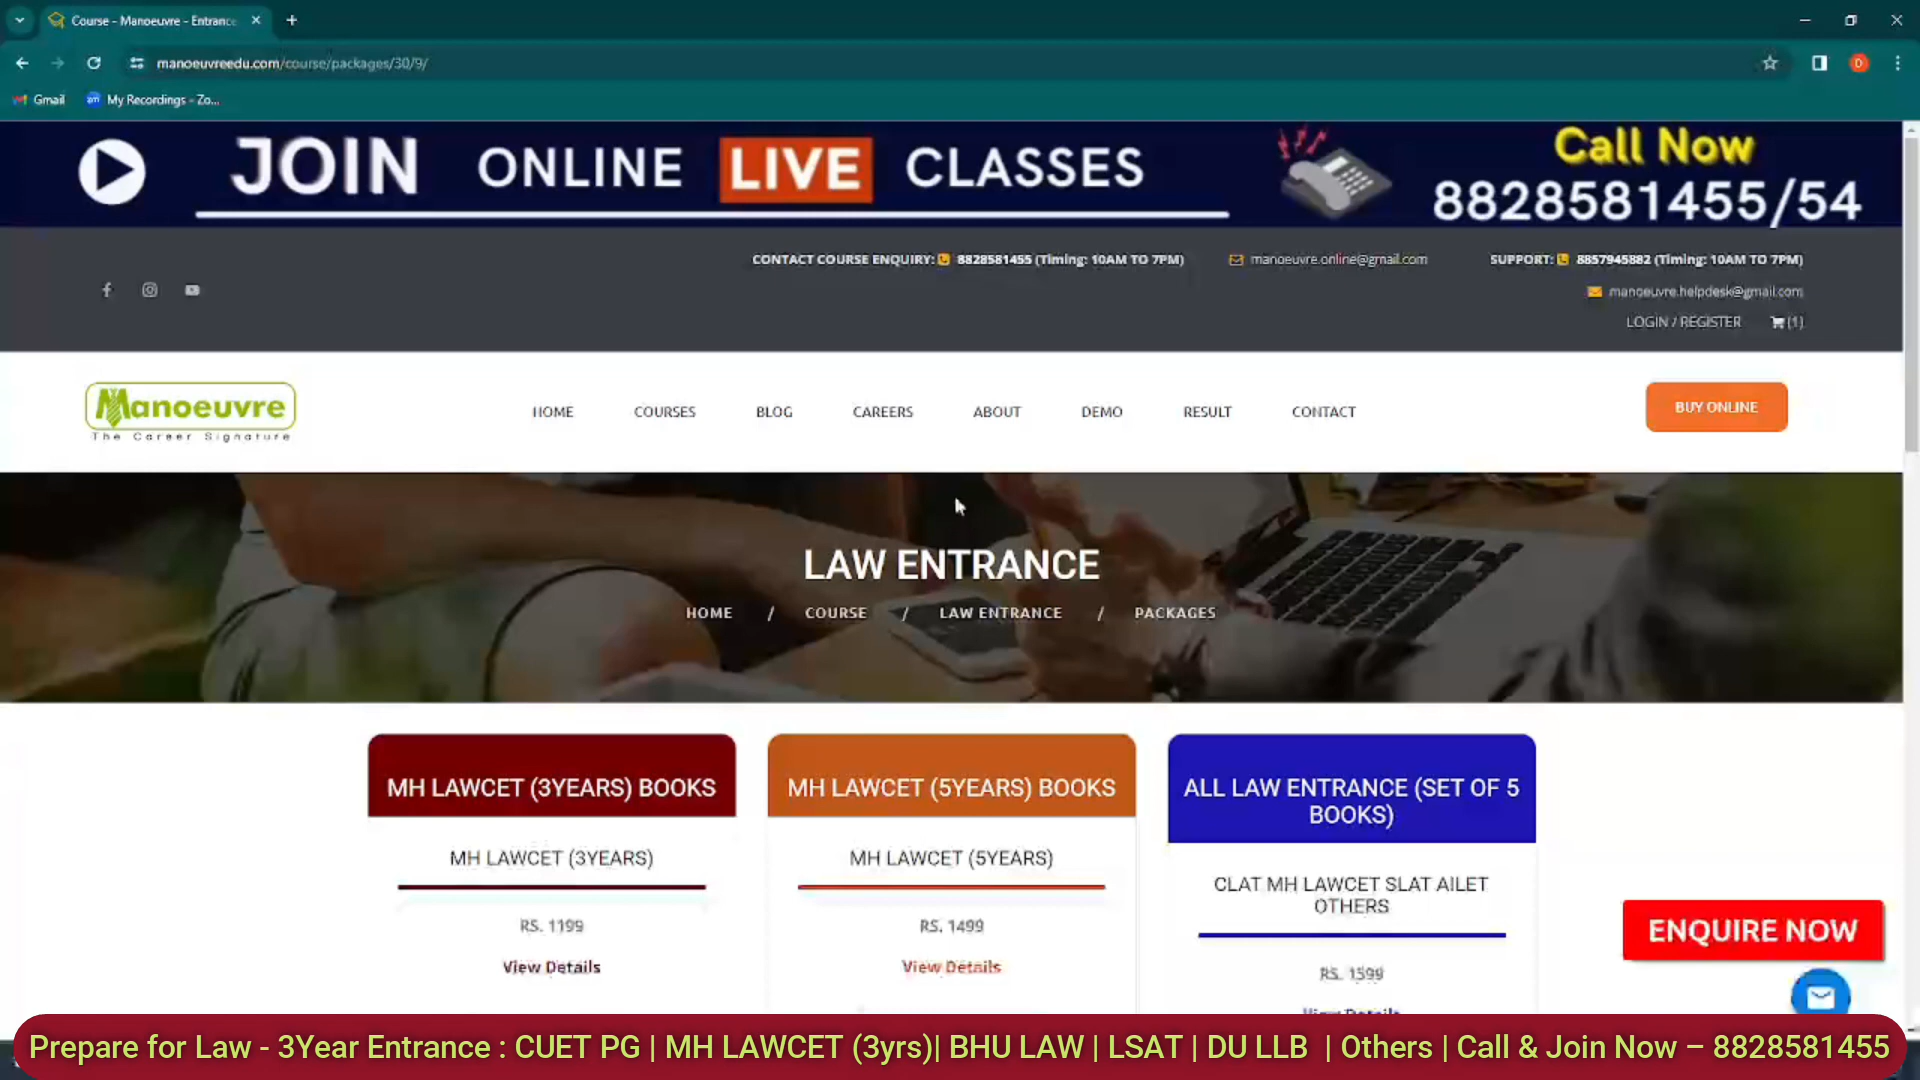 Course - Manoeuvre - Entrance
manoeuvreedu.com/course/packages/30/9/
D
Gmail
My Recordings - Zo...
JOIN ONLINE LIVE CLASSES
Call Now
8828581455/54
CONTACT COURSE ENQUIRY: 8828581455 (Timing: 10AM TO 7PM)
manoeuvre.online@gmail.com
SUPPORT: 8857945882 (Timing: 10AM TO 7PM)
manoeuvre.helpdesk@gmail.com
LOGIN / REGISTER (1)
Manoeuvre
The Career Signature
HOME COURSES BLOG CAREERS ABOUT DEMO RESULT CONTACT
BUY ONLINE
LAW ENTRANCE
HOME / COURSE / LAW ENTRANCE / PACKAGES
MH LAWCET (3YEARS) BOOKS
MH LAWCET (3YEARS)
RS. 1199
View Details
MH LAWCET (5YEARS) BOOKS
MH LAWCET (5YEARS)
RS. 1499
View Details
ALL LAW ENTRANCE (SET OF 5
BOOKS)
CLAT MH LAWCET SLAT AILET
OTHERS
RS. 1599
View Details
ENQUIRE NOW
Prepare for Law - 3Year Entrance : CUET PG | MH LAWCET (3yrs)| BHU LAW | LSAT | DU LLB | Others | Call & Join Now – 8828581455